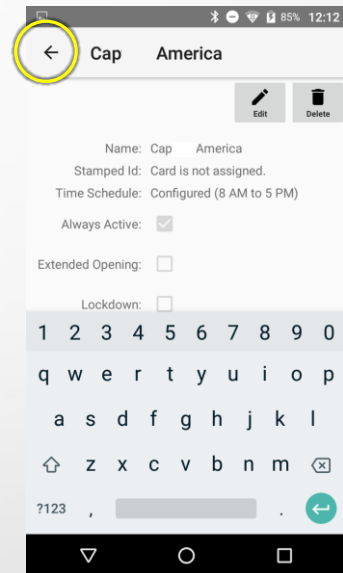 85% 12:12
Cap America
Edit Delete
Name: Cap America
Stamped Id: Card is not assigned.
Time Schedule: Configured (8 AM to 5 PM)
Always Active:
Extended Opening:
Lockdown:
1 2 3 4 5 6 7 8 9 0
q w e r t y u i o p
a s d f g h j k l
z x c v b n m
?123 , .